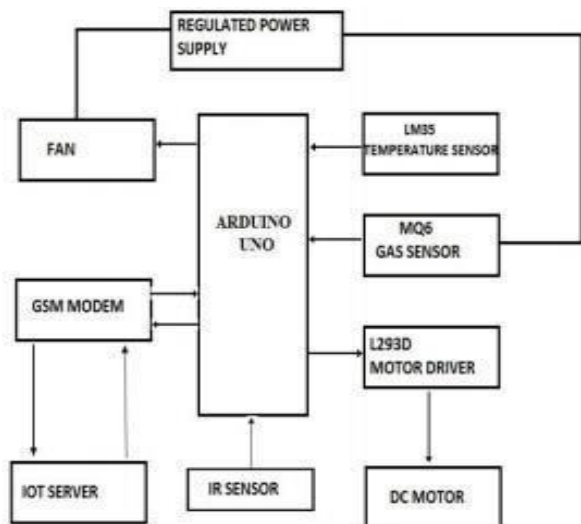 REGULATED POWER
SUPPLY
FAN
LM35
TEMPERATURE SENSOR
ARDUINO
UNO
MQ6
GAS SENSOR
GSM MODEM
L293D
MOTOR DRIVER
IOT SERVER
IR SENSOR
DC MOTOR